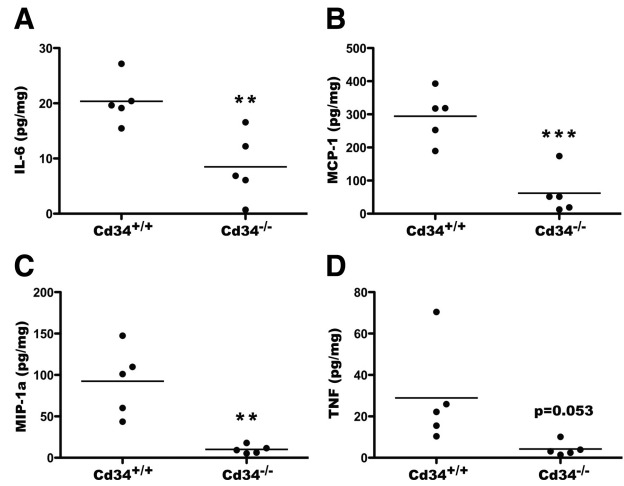 A
IL-6 (pg/mg)
30
20
10
0
**
Cd34+/+
Cd34-/-
B
MCP-1 (pg/mg)
500
400
300
200
100
0
***
Cd34+/+
Cd34-/-
C
MIP-1a (pg/mg)
200
150
100
50
0
**
Cd34+/+
Cd34-/-
D
TNF (pg/mg)
80
60
40
20
0
p=0.053
Cd34+/+
Cd34-/-